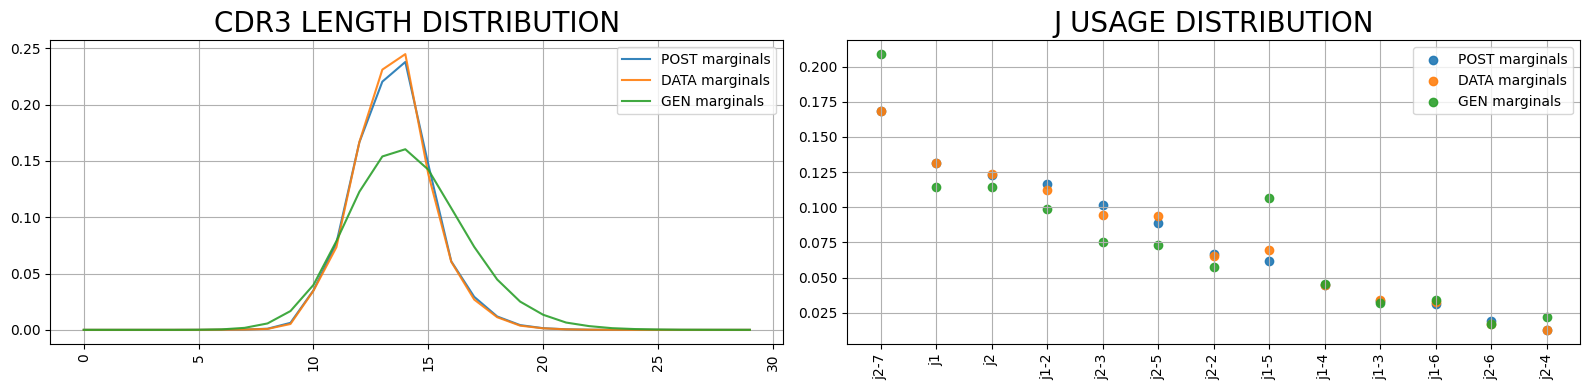 CDR3 LENGTH DISTRIBUTION
0.25
0.20
0.15
0.10
0.05
0.00
0
5
10
15
20
25
30
POST marginals
DATA marginals
GEN marginals
J USAGE DISTRIBUTION
0.200
0.175
0.150
0.125
0.100
0.075
0.050
0.025
j2-7
j1
j2
j1-2
j2-3
j2-5
j2-2
j1-5
j1-4
j1-3
j1-6
j2-6
j2-4
POST marginals
DATA marginals
GEN marginals